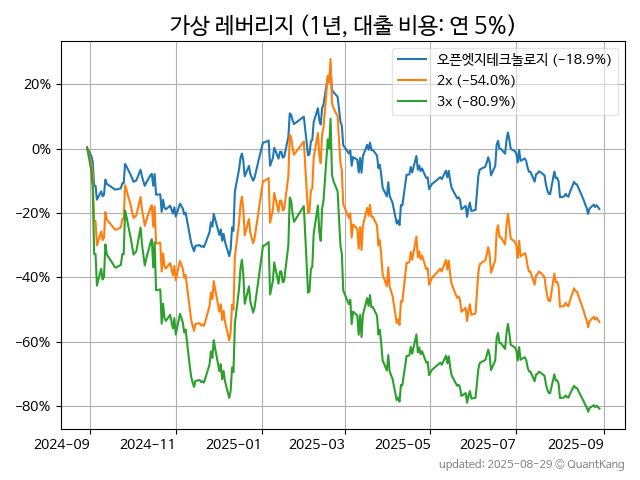 가상 레버리지 (1년, 대출 비용: 연 5%)
오픈엣지테크놀로지 (−18.9%)
2x (−54.0%)
3x (−80.9%)
20%
0%
−20%
−40%
−60%
−80%
2024-09
2024-11
2025-01
2025-03
2025-05
2025-07
2025-09
updated: 2025-08-29 © QuantKang